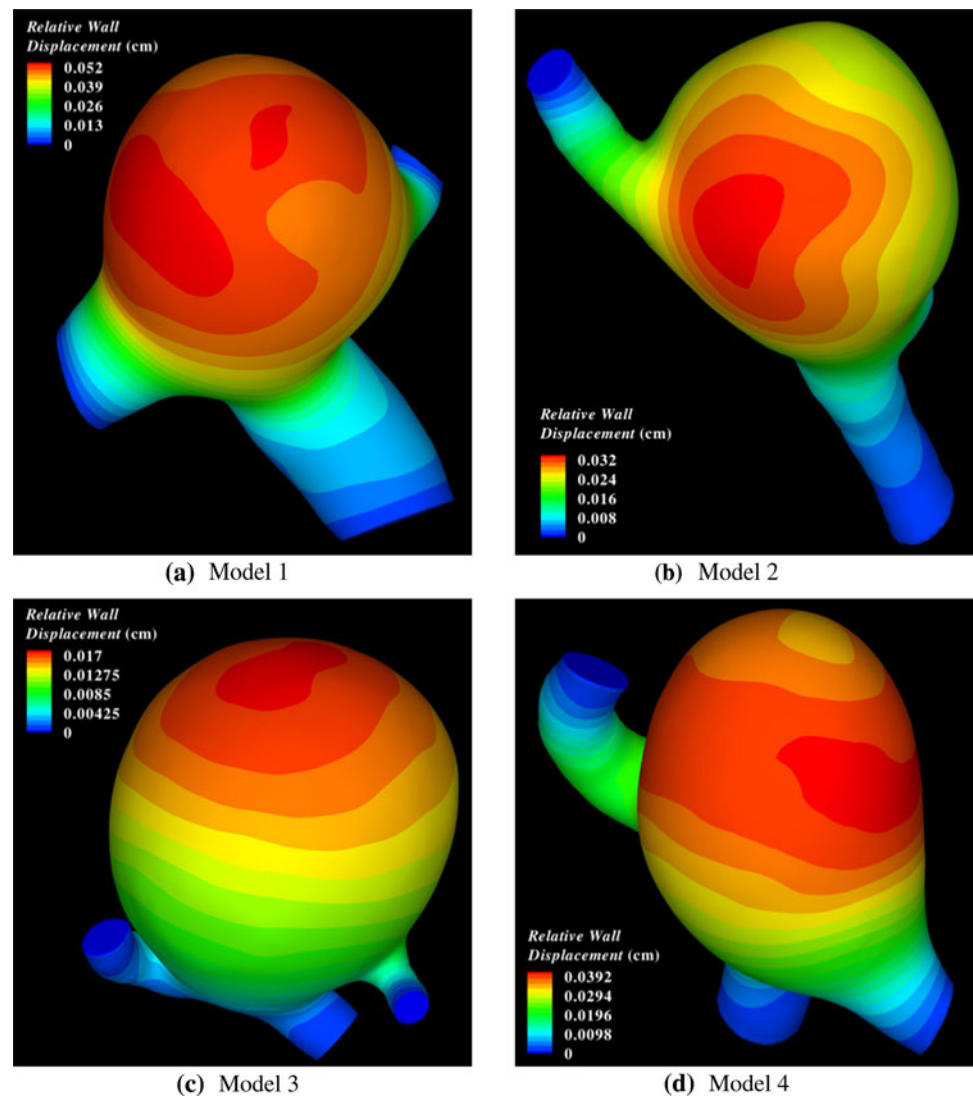 Relative Wall
Displacement (cm)
0.052
0.039
0.026
0.013
0
(a) Model 1
Relative Wall
Displacement (cm)
0.032
0.024
0.016
0.008
0
(b) Model 2
Relative Wall
Displacement (cm)
0.017
0.01275
0.0085
0.00425
0
(c) Model 3
Relative Wall
Displacement (cm)
0.0392
0.0294
0.0196
0.0098
0
(d) Model 4